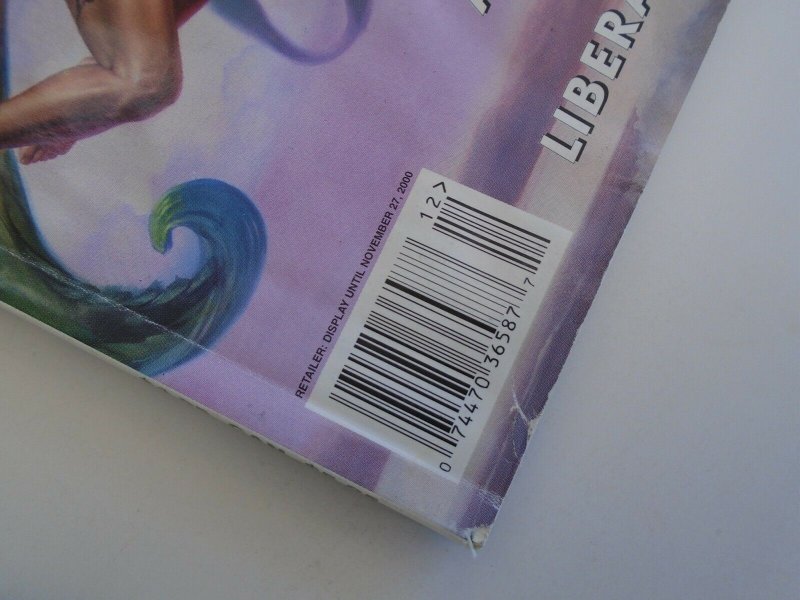 LIBERA
RETAILER: DISPLAY UNTIL NOVEMBER 27, 2000
12>
0 74470 36587 7